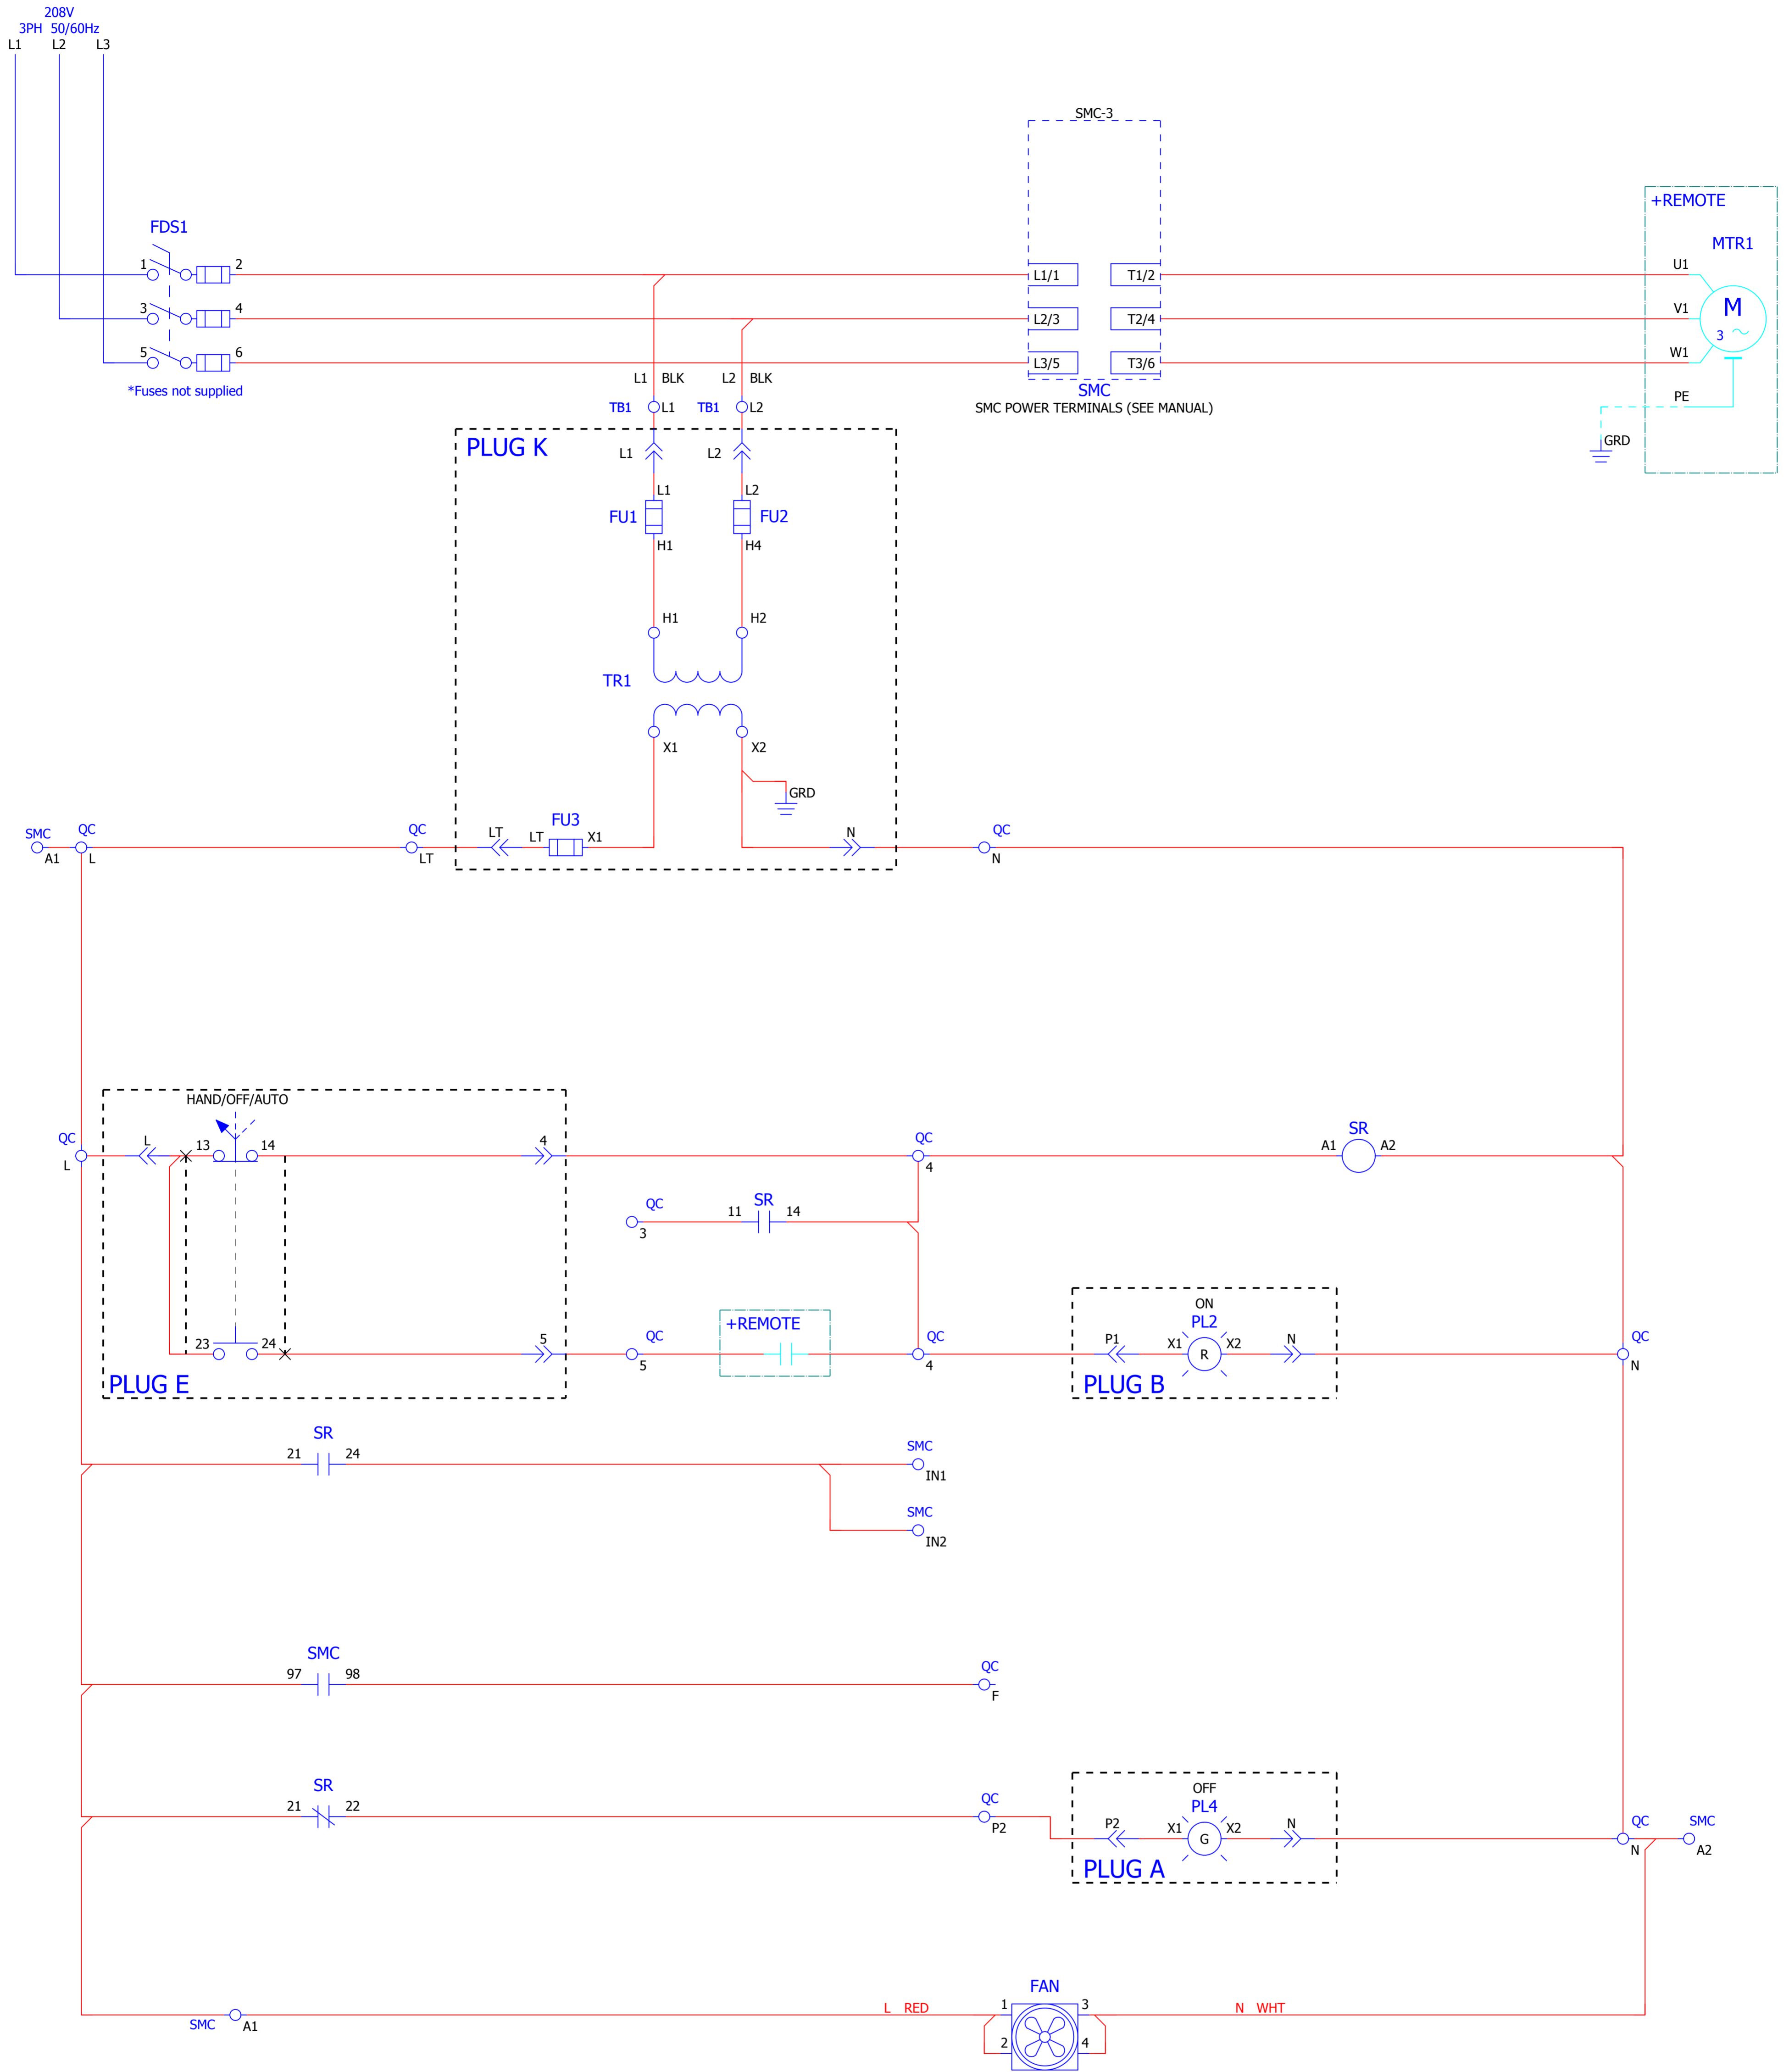 208V
3PH 50/60Hz
L1 L2 L3
SMC-3
+REMOTE
FDS1
MTR1
1 2 L1/1 T1/2 U1
3 4 L2/3 T2/4 V1 M
3
5 6 L3/5 T3/6 W1
*Fuses not supplied
L1 BLK L2 BLK
SMC
PE
TB1 L1 TB1 L2
SMC POWER TERMINALS (SEE MANUAL)
GRD
PLUG K
L1 L2
L1 L2
FU1 FU2
H1 H4
H1 H2
TR1
X1 X2
GRD
SMC QC QC FU3 QC
LT LT X1 N
A1 L LT N
HAND/OFF/AUTO
QC L 13 14 4 QC SR
A1 A2
L 4
QC SR
11 14
3
ON
+REMOTE PL2
23 24 5 QC QC P1 X1 X2 N QC
R
5 4 N
PLUG E PLUG B
SR
21 24 SMC
IN1
SMC
IN2
SMC
97 98 QC
F
SR OFF
21 22 QC PL4
P2 P2 X1 X2 N QC SMC
G
N A2
PLUG A
FAN
L RED 1 3 N WHT
SMC A1
2 4